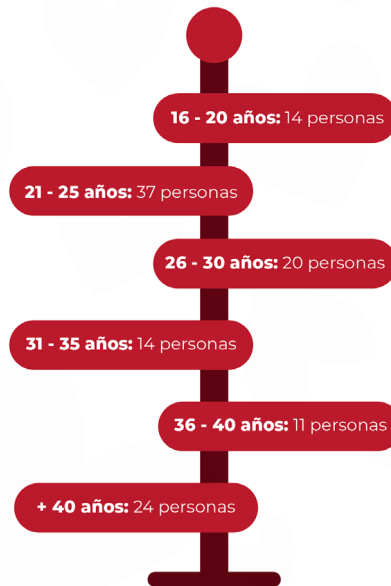 16 - 20 años: 14 personas
21 - 25 años: 37 personas
26 - 30 años: 20 personas
31 - 35 años: 14 personas
36 - 40 años: 11 personas
+ 40 años: 24 personas